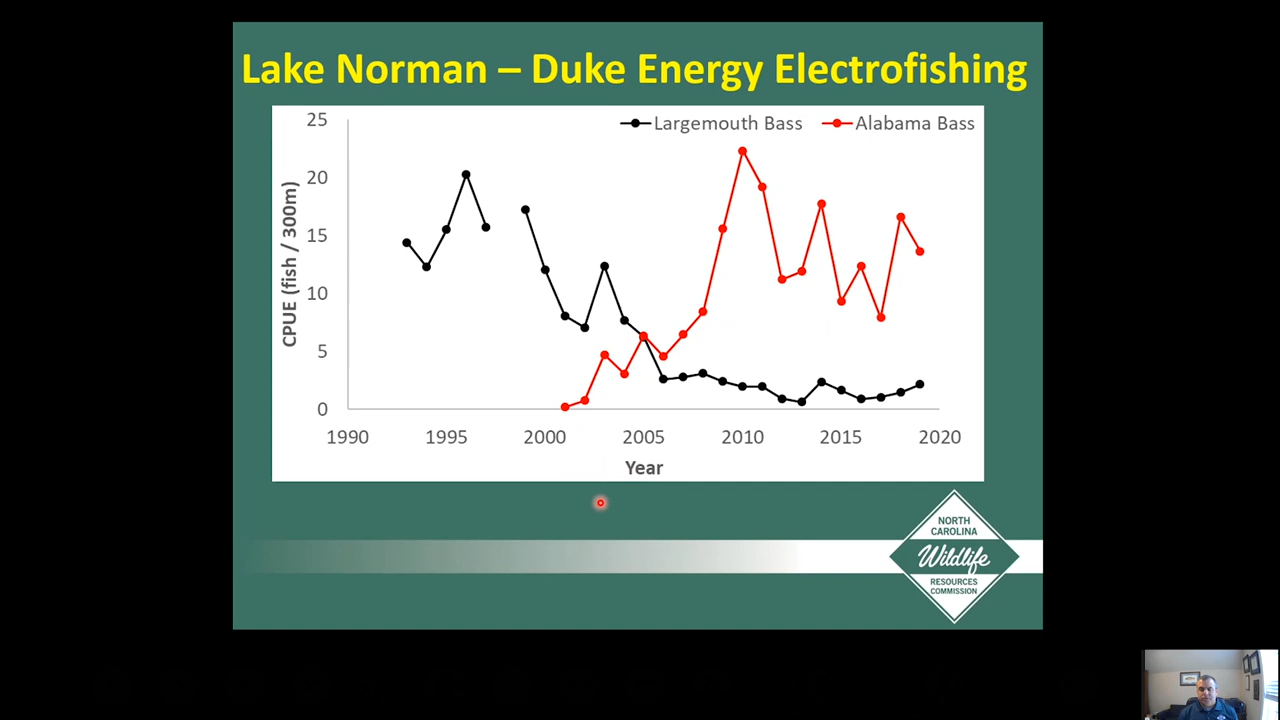 Lake Norman – Duke Energy Electrofishing
Largemouth Bass
Alabama Bass
CPUE (fish / 300m)
25
20
15
10
5
0
1990 1995 2000 2005 2010 2015 2020
Year
NORTH
CAROLINA
Wildlife
RESOURCES
COMMISSION